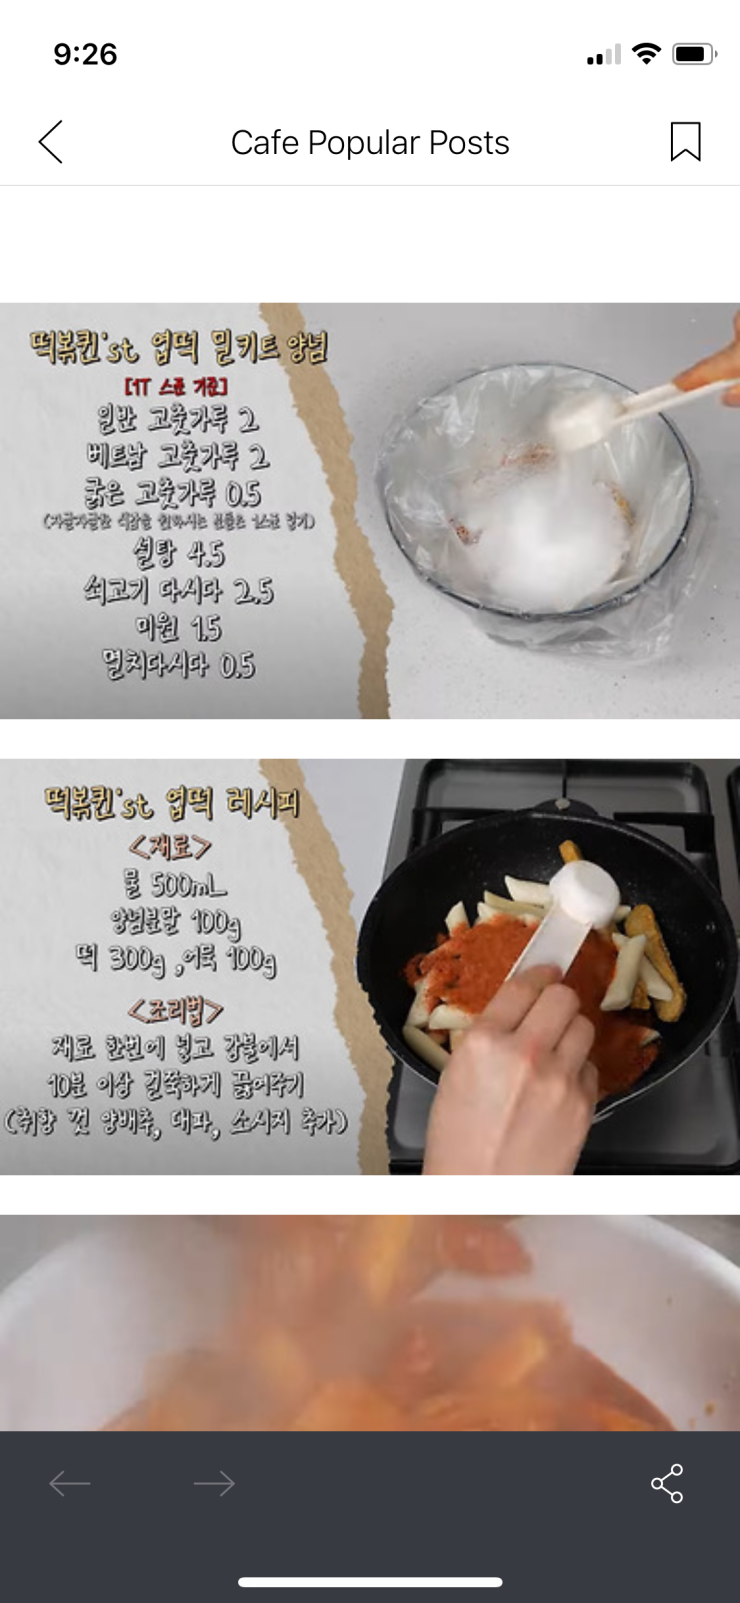 9:26
Cafe Popular Posts
떡볶퀸'st 엽떡 밀키트 양념
[1T 스푼 기준]
일반 고춧가루 2
베트남 고춧가루 2
굵은 고춧가루 0.5
설탕 4.5
쇠고기 다시다 2.5
미원 1.5
멸치다시다 0.5
떡볶퀸'st 엽떡 레시피
<재료>
물 500mL
양념분말 100g
떡 300g ,어묵 100g
<조리법>
재료 한번에 넣고 강불에서
10분 이상 걸쭉하게 끓여주기
(취향 껏 양배추, 대파, 소시지 추가)